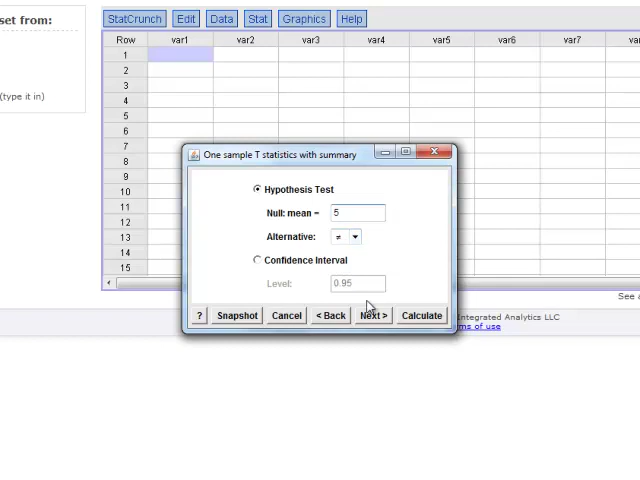 set from:
(type it in)
StatCrunch Edit Data Stat Graphics Help
Row var1 var2 var3 var4 var5 var6 var7
1
2
3
4
5
6
7
8
9
10
11
12
13
14
15
One sample T statistics with summary
Hypothesis Test
Null: mean = 5
Alternative: ≠
Confidence Interval
Level: 0.95
? Snapshot Cancel < Back Next > Calculate
See
Integrated Analytics LLC
of use